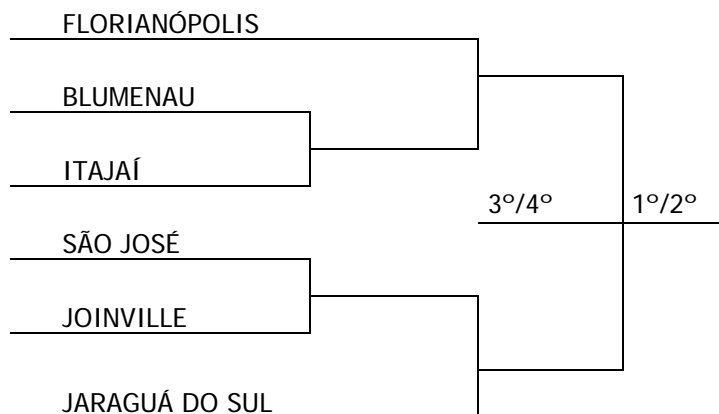 FLORIANÓPOLIS
BLUMENAU
ITAJAÍ
3º/4º 1º/2º
SÃO JOSÉ
JOINVILLE
JARAGUÁ DO SUL